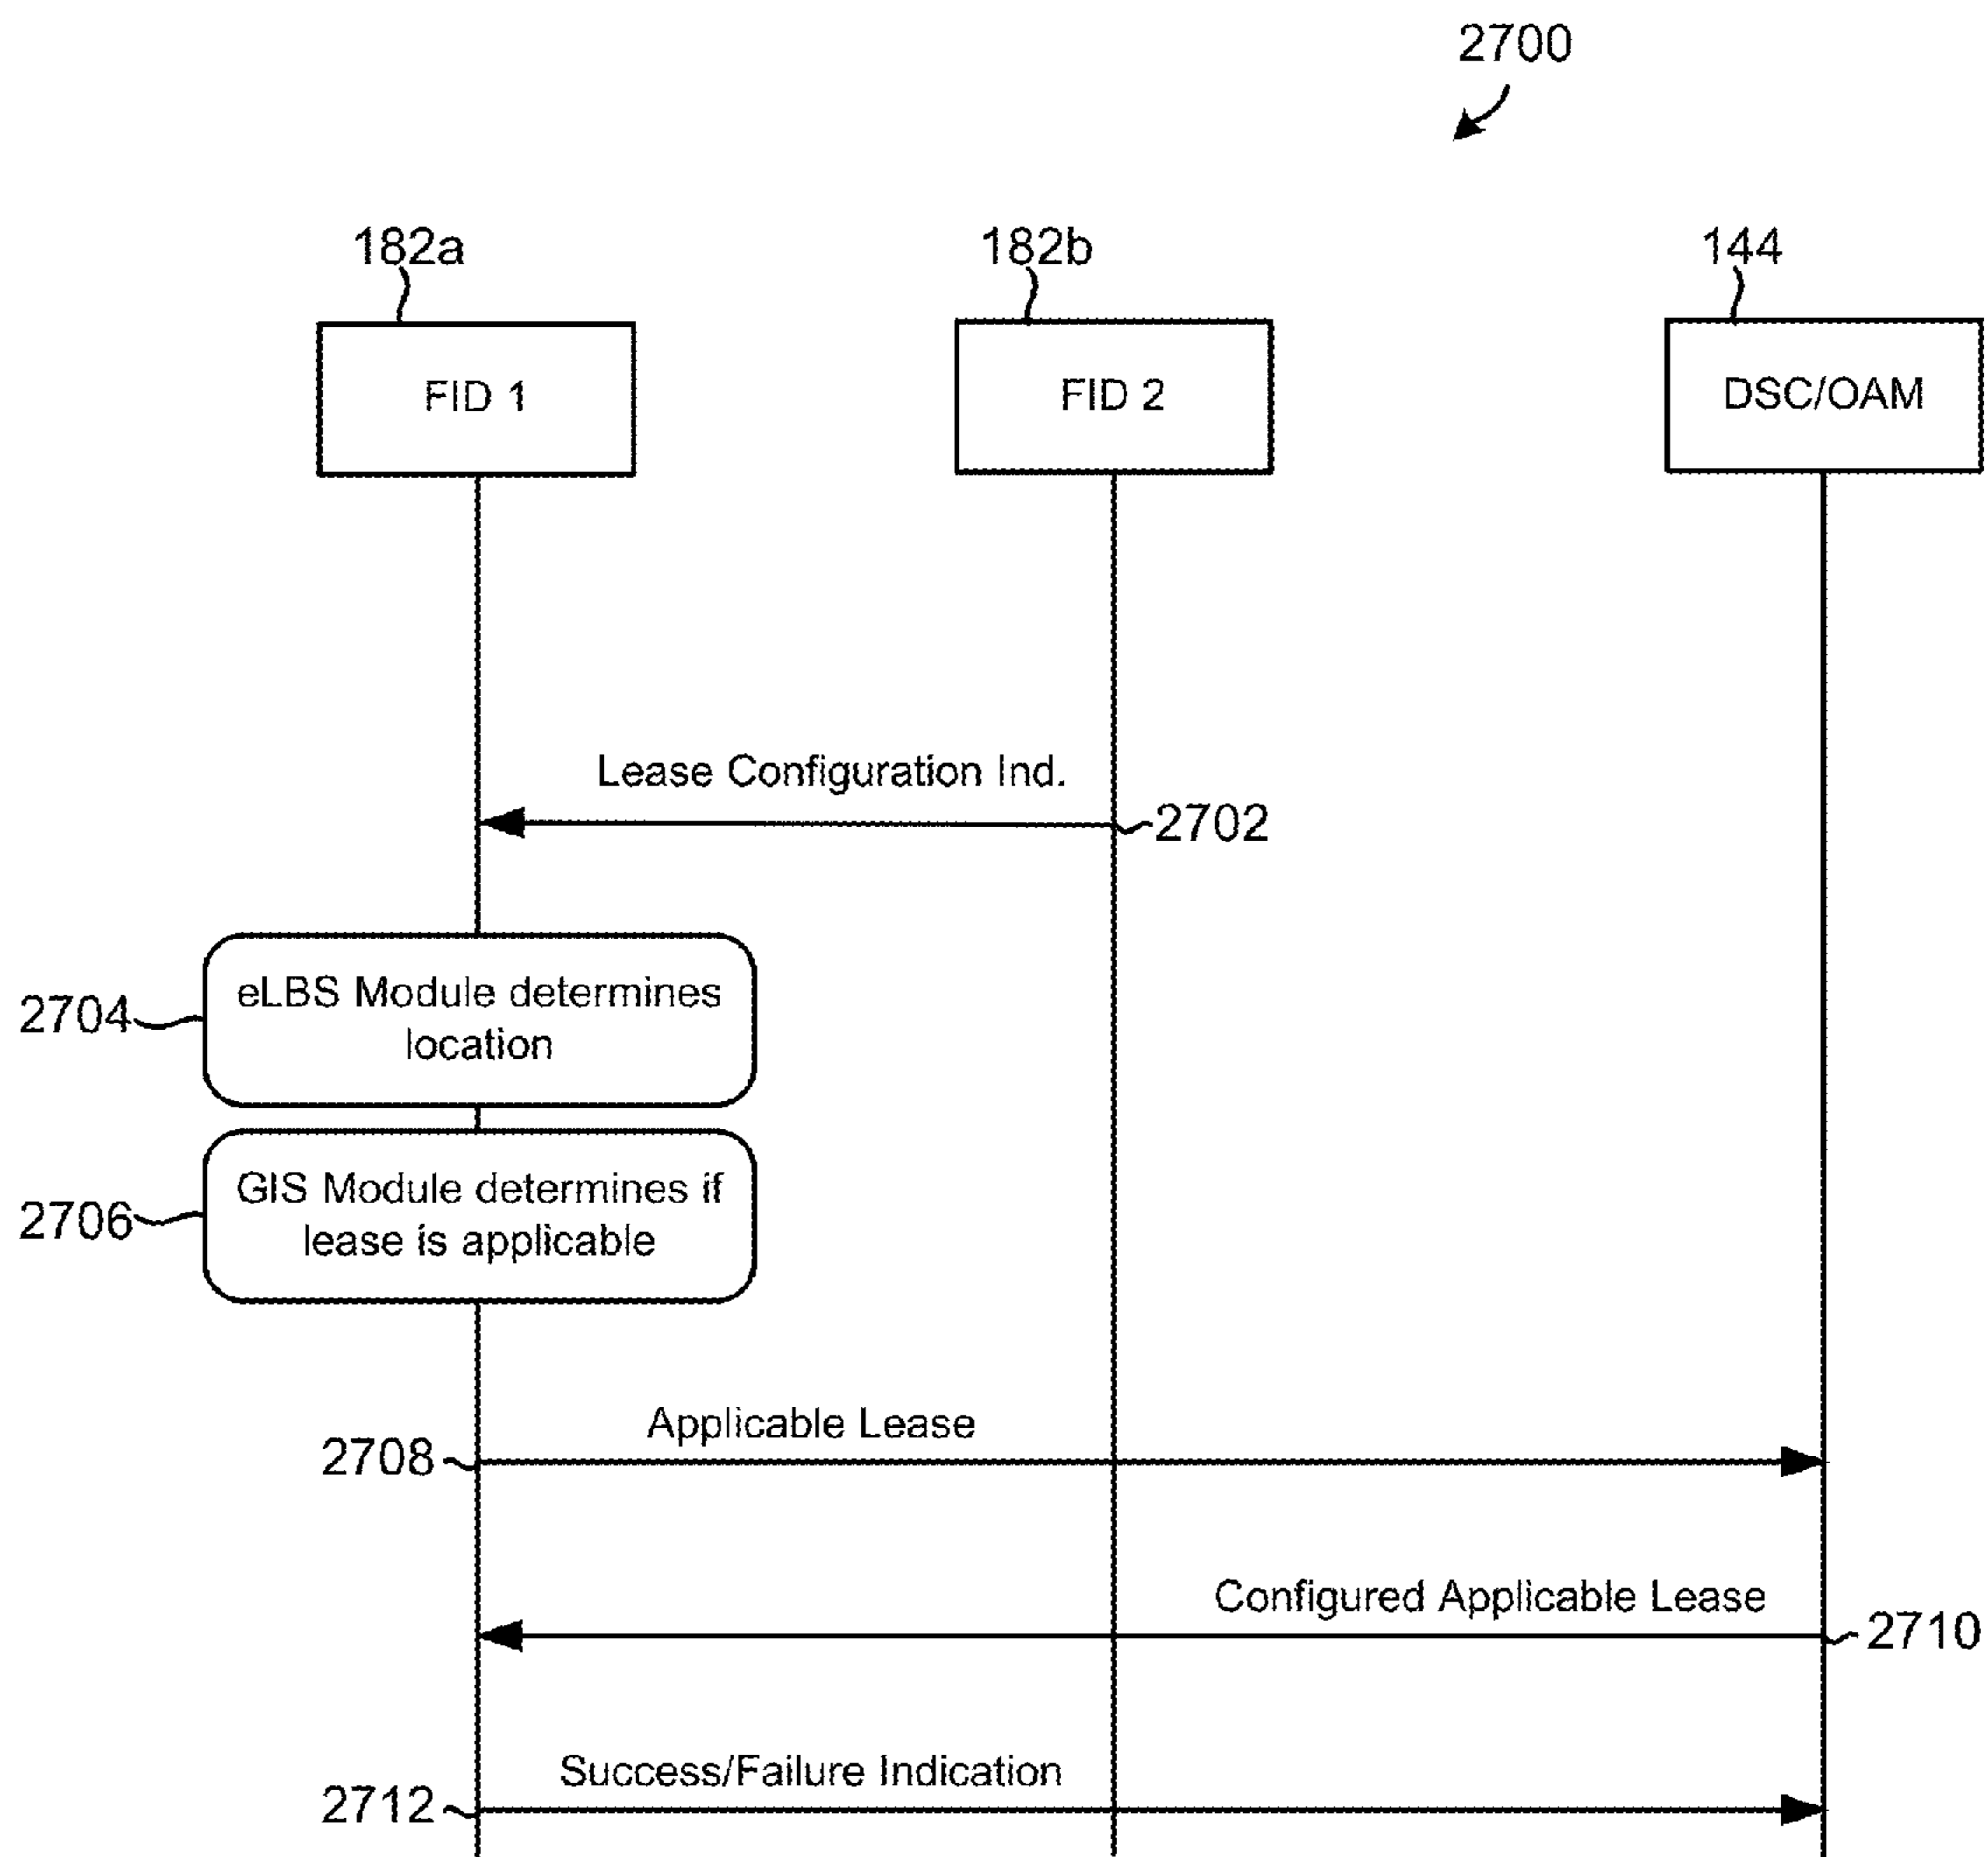 2700
182a
182b
144
FID 1
FID 2
DSC/OAM
Lease Configuration Ind.
2702
eLBS Module determines
location
2704
GIS Module determines if
lease is applicable
2706
Applicable Lease
2708
Configured Applicable Lease
2710
Success/Failure Indication
2712